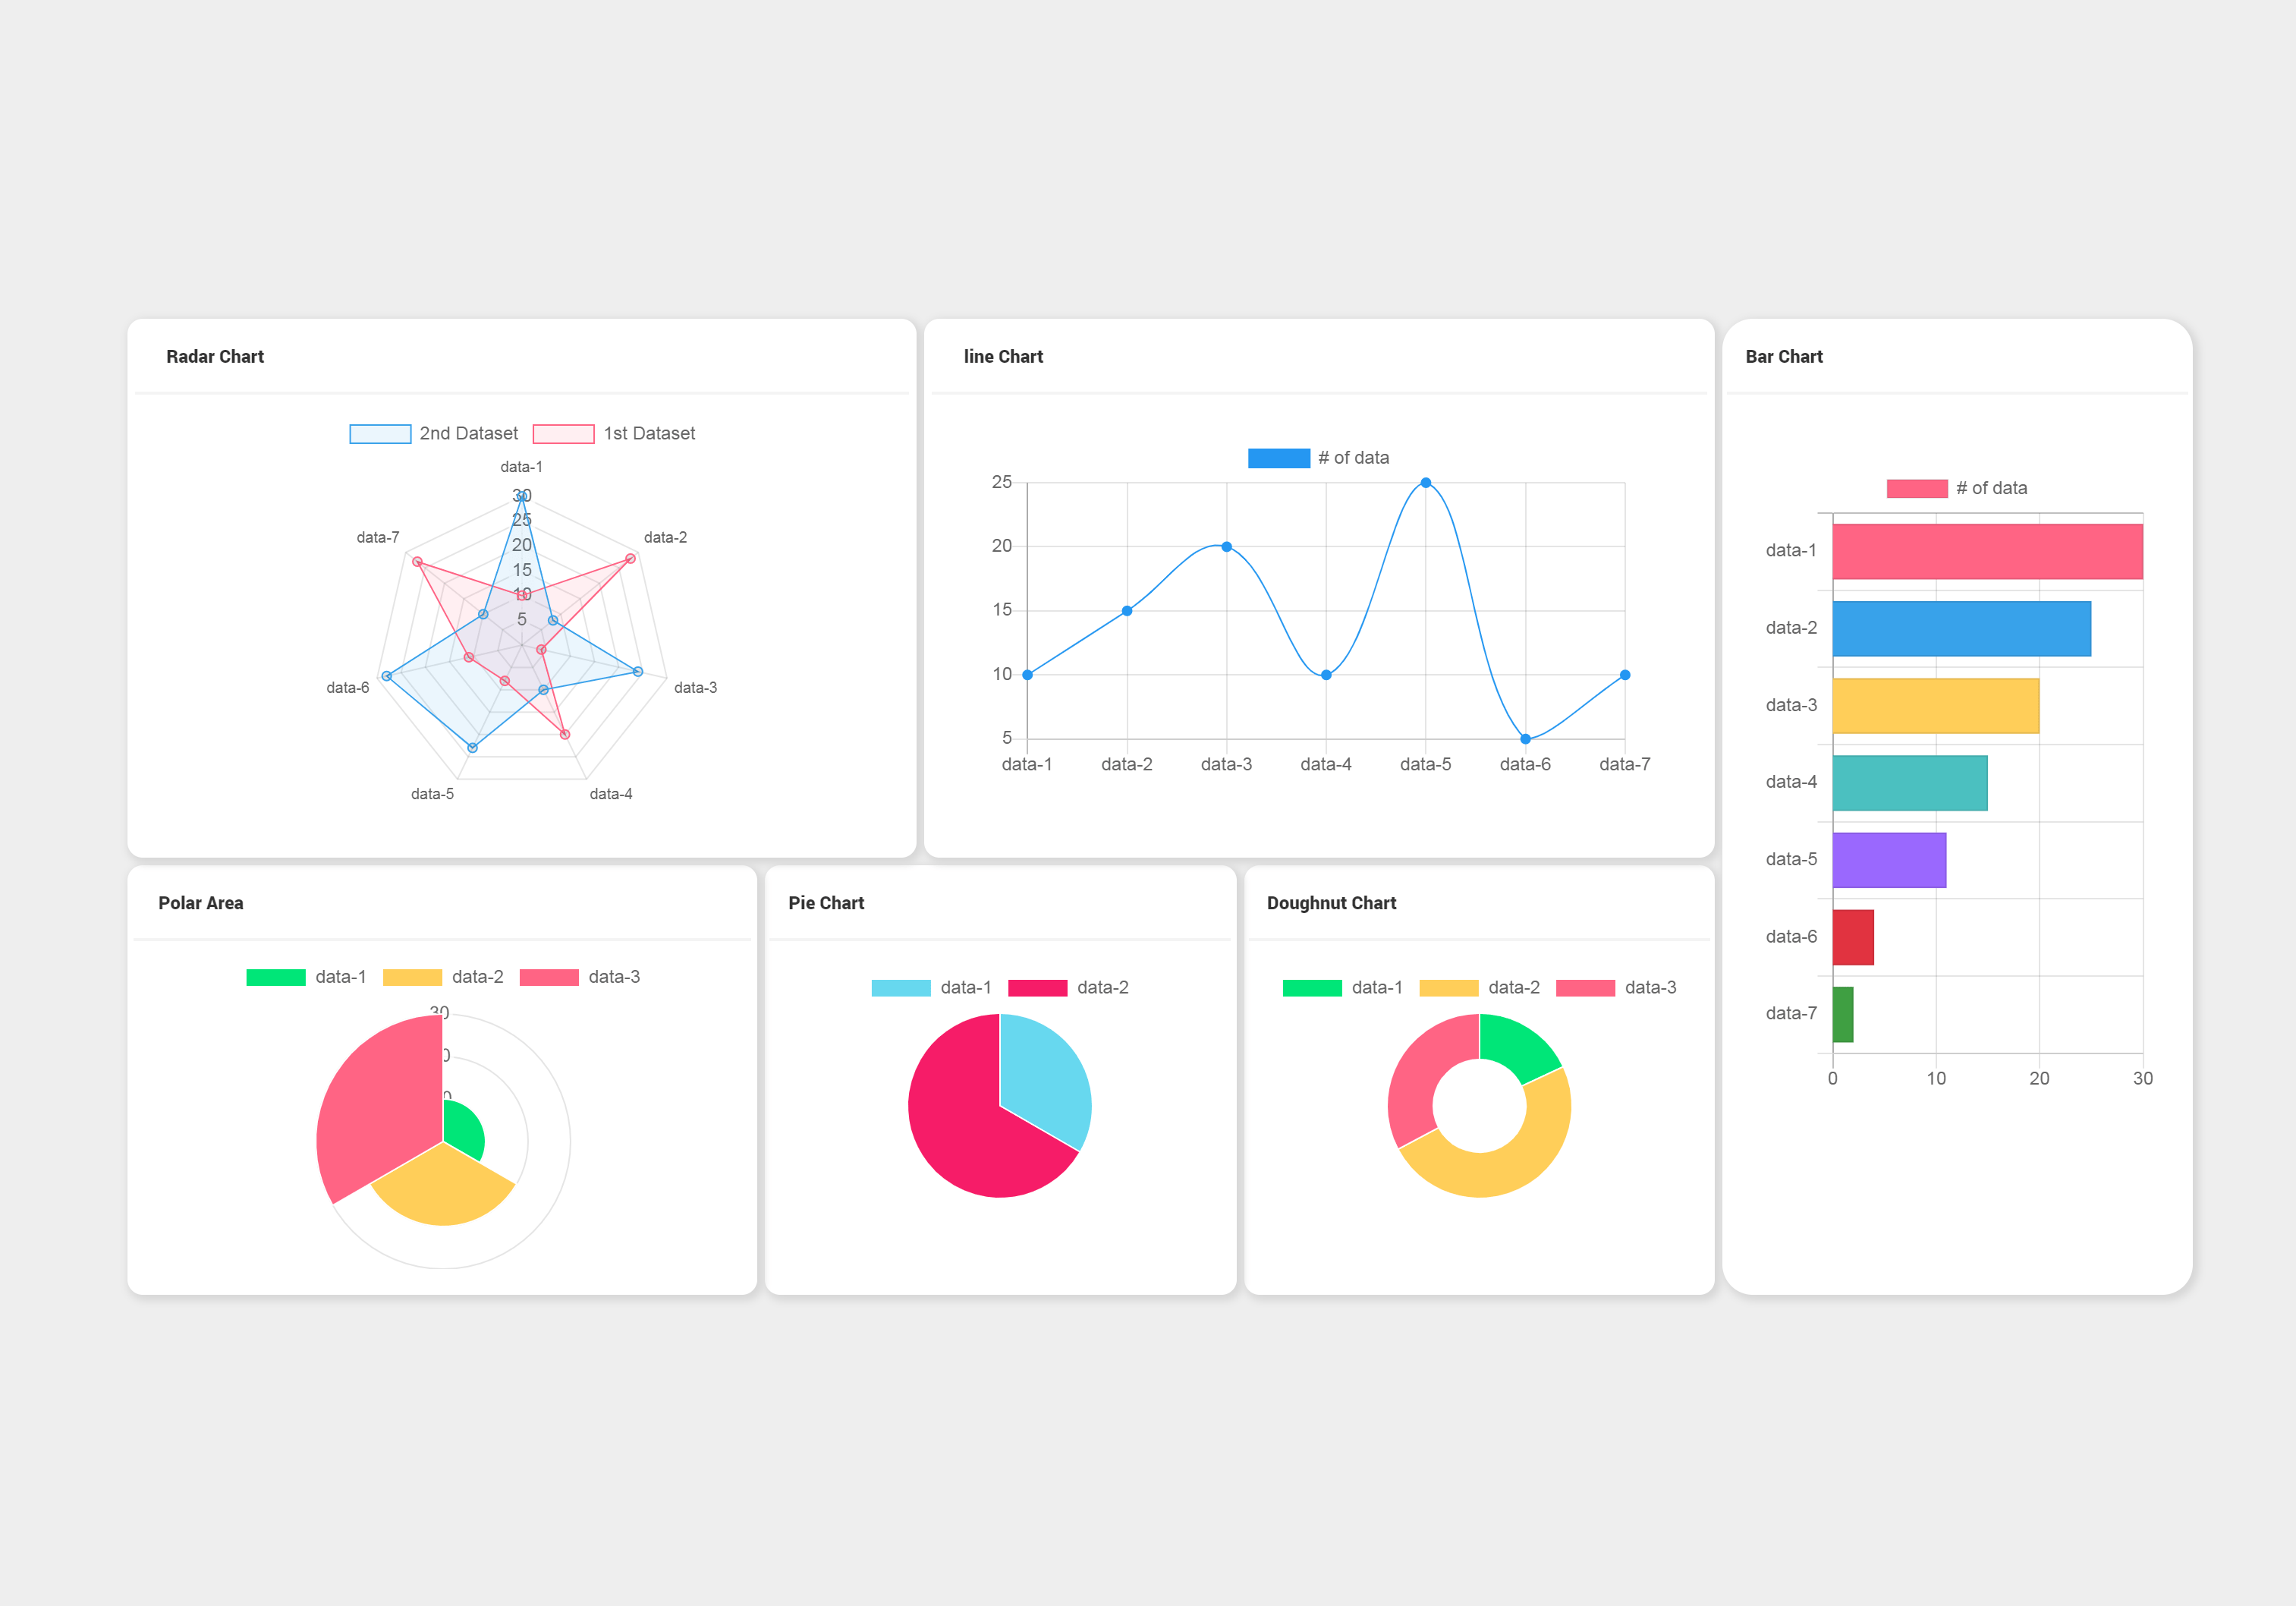 Radar Chart
2nd Dataset 1st Dataset
data-1
30
25
20
15
10
5
data-7 data-2
data-6 data-3
data-5 data-4
line Chart
# of data
25
20
15
10
5
data-1 data-2 data-3 data-4 data-5 data-6 data-7
Bar Chart
# of data
data-1
data-2
data-3
data-4
data-5
data-6
data-7
0 10 20 30
Polar Area
data-1 data-2 data-3
30
0
0
Pie Chart
data-1 data-2
Doughnut Chart
data-1 data-2 data-3